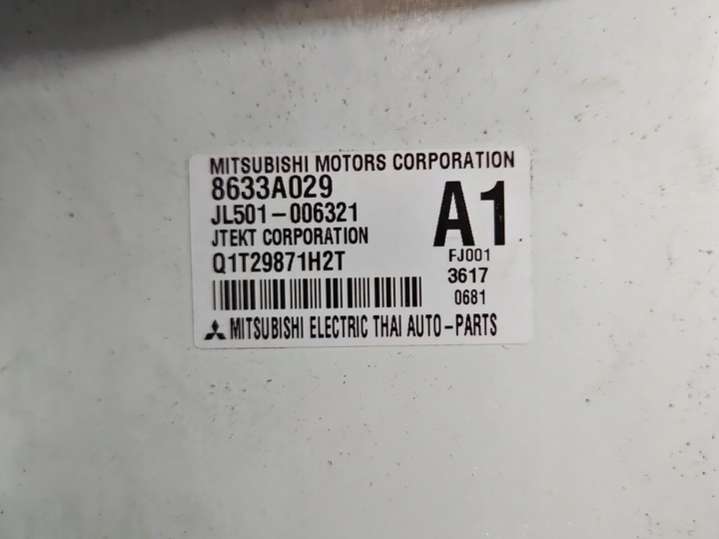 MITSUBISHI MOTORS CORPORATION
8633A029
JL501-006321
JTEKT CORPORATION
Q1T29871H2T
A1
FJ001
3617
0681
MITSUBISHI ELECTRIC THAI AUTO-PARTS